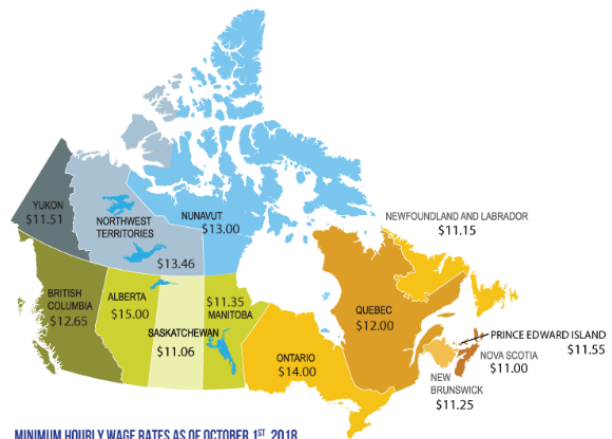 YUKON
$11.51
NORTHWEST
TERRITORIES
$13.46
NUNAVUT
$13.00
NEWFOUNDLAND AND LABRADOR
$11.15
BRITISH
COLUMBIA
$12.65
ALBERTA
$15.00
SASKATCHEWAN
$11.06
$11.35
MANITOBA
ONTARIO
$14.00
QUEBEC
$12.00
PRINCE EDWARD ISLAND
$11.55
NOVA SCOTIA
$11.00
NEW
BRUNSWICK
$11.25
MINIMUM HOURLY WAGE RATES AS OF OCTOBER 1ST, 2018